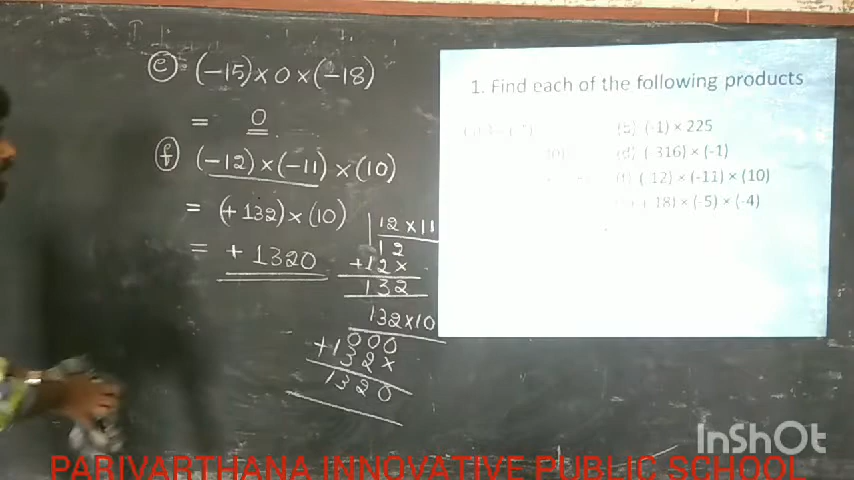 (e) (-15) × 0 × (-18)
= 0
(f) (-12) × (-11) × (10)
= (+132) × (10)
= + 1320
12 × 11
12
+12×
132
132×10
000
+132×
1320
1. Find each of the following products
(b) (-1) × 225
(d) (-316) × (-1)
(f) (-12) × (-11) × (10)
18) × (-5) × (-4)
InShOt
PARIVARTHANA INNOVATIVE PUBLIC SCHOOL